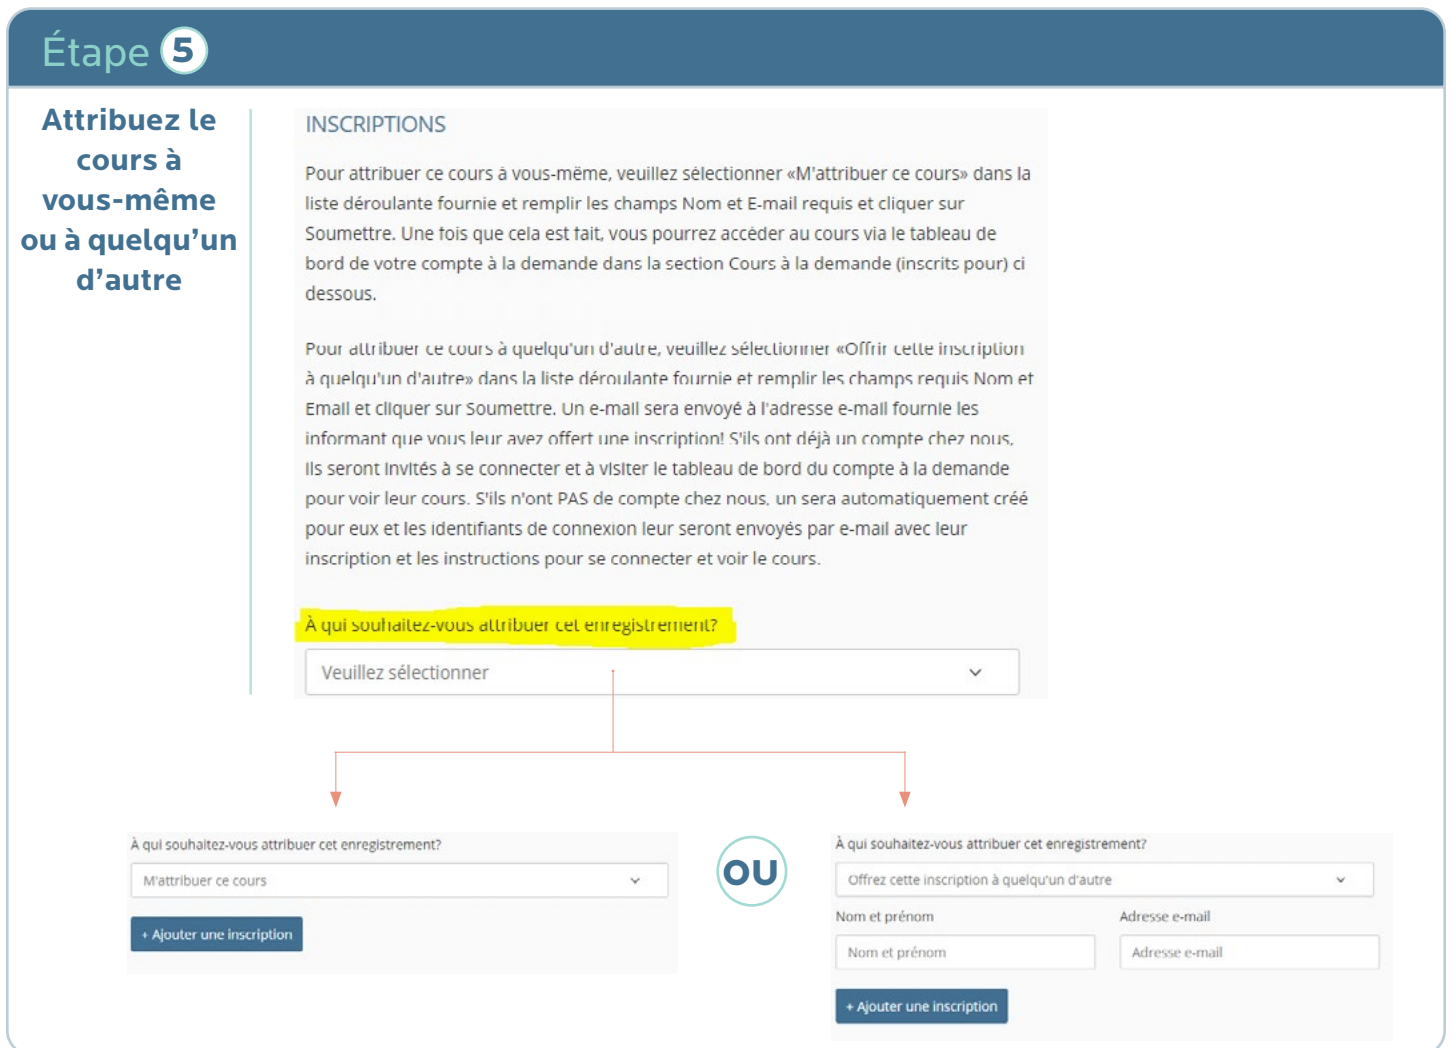 Étape 5
Attribuez le
cours à
vous-même
ou à quelqu’un
d’autre
INSCRIPTIONS
Pour attribuer ce cours à vous-même, veuillez sélectionner «M'attribuer ce cours» dans la
liste déroulante fournie et remplir les champs Nom et E-mail requis et cliquer sur
Soumettre. Une fois que cela est fait, vous pourrez accéder au cours via le tableau de
bord de votre compte à la demande dans la section Cours à la demande (inscrits pour) ci
dessous.
Pour attribuer ce cours à quelqu'un d'autre, veuillez sélectionner «Offrir cette inscription
à quelqu'un d'autre» dans la liste déroulante fournie et remplir les champs requis Nom et
Email et cliquer sur Soumettre. Un e-mail sera envoyé à l'adresse e-mail fournie les
informant que vous leur avez offert une inscription! S'ils ont déjà un compte chez nous,
ils seront invités à se connecter et à visiter le tableau de bord du compte à la demande
pour voir leur cours. S'ils n'ont PAS de compte chez nous, un sera automatiquement créé
pour eux et les identifiants de connexion leur seront envoyés par e-mail avec leur
inscription et les instructions pour se connecter et voir le cours.
À qui souhaitez-vous attribuer cet enregistrement?
Veuillez sélectionner
À qui souhaitez-vous attribuer cet enregistrement?
M'attribuer ce cours
+ Ajouter une inscription
OU
À qui souhaitez-vous attribuer cet enregistrement?
Offrez cette inscription à quelqu'un d'autre
Nom et prénom Adresse e-mail
Nom et prénom Adresse e-mail
+ Ajouter une inscription